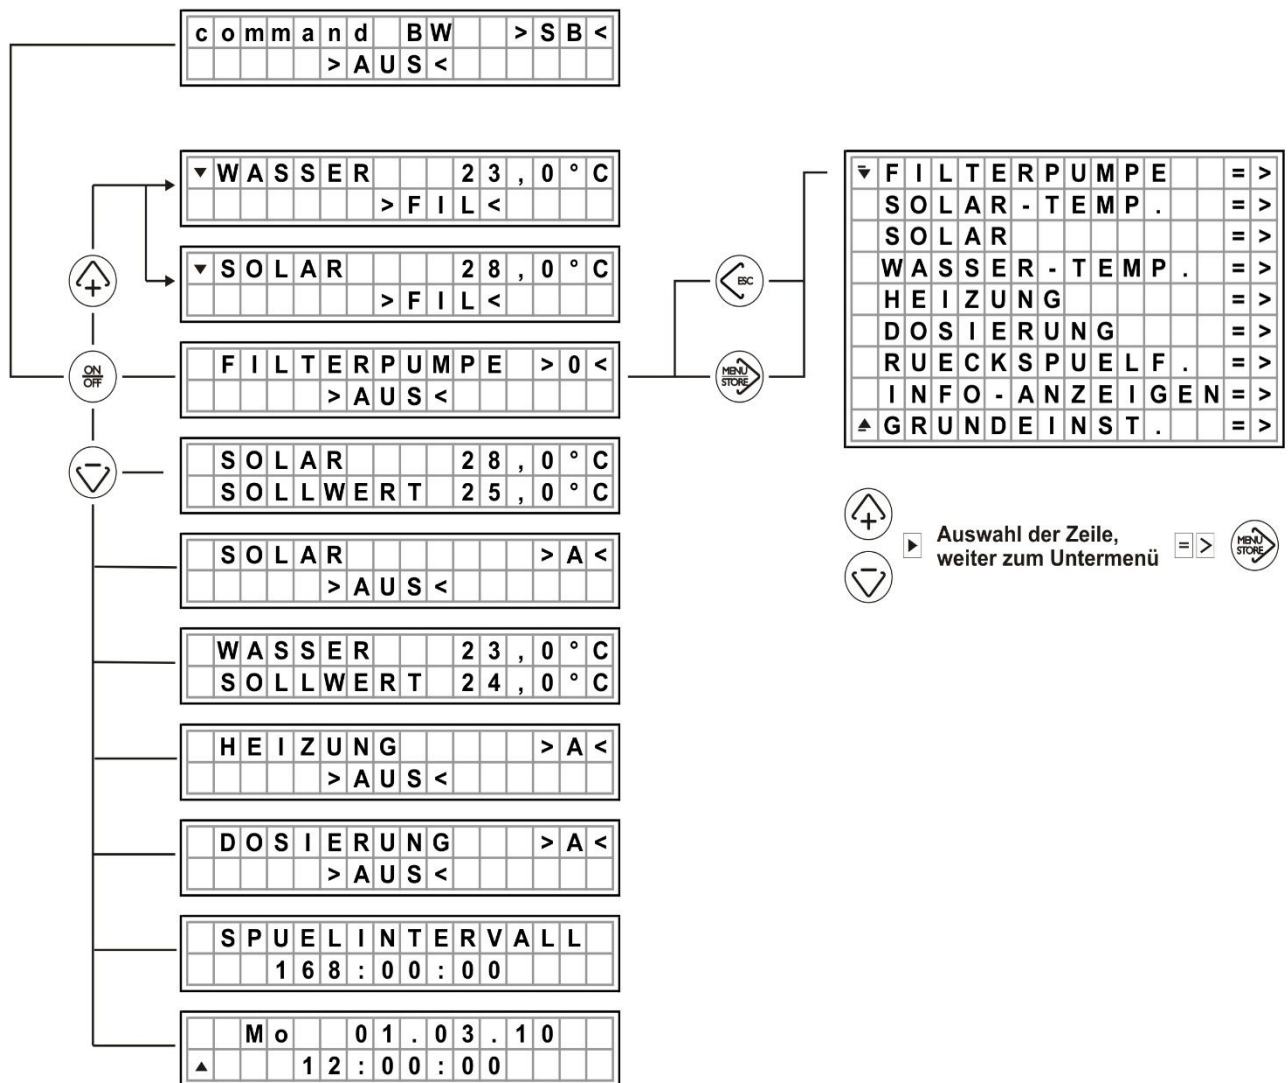 command BW >SB<
>AUS<
▼WASSER 23,0°C
>FIL<
▼SOLAR 28,0°C
>FIL<
FILTERPUMPE >0<
>AUS<
SOLAR 28,0°C
SOLLWERT 25,0°C
SOLAR >A<
>AUS<
WASSER 23,0°C
SOLLWERT 24,0°C
HEIZUNG >A<
>AUS<
DOSIERUNG >A<
>AUS<
SPUELINTERVALL
168:00:00
Mo 01.03.10
▲ 12:00:00
+
ON
OFF
−
ESC
MENU
STORE
FILTERPUMPE =>
SOLAR-TEMP. =>
SOLAR =>
WASSER-TEMP. =>
HEIZUNG =>
DOSIERUNG =>
RUECKSPUELF. =>
INFO-ANZEIGEN=>
GRUNDEINST. =>
+
−
Auswahl der Zeile,
weiter zum Untermenü
=>
MENU
STORE